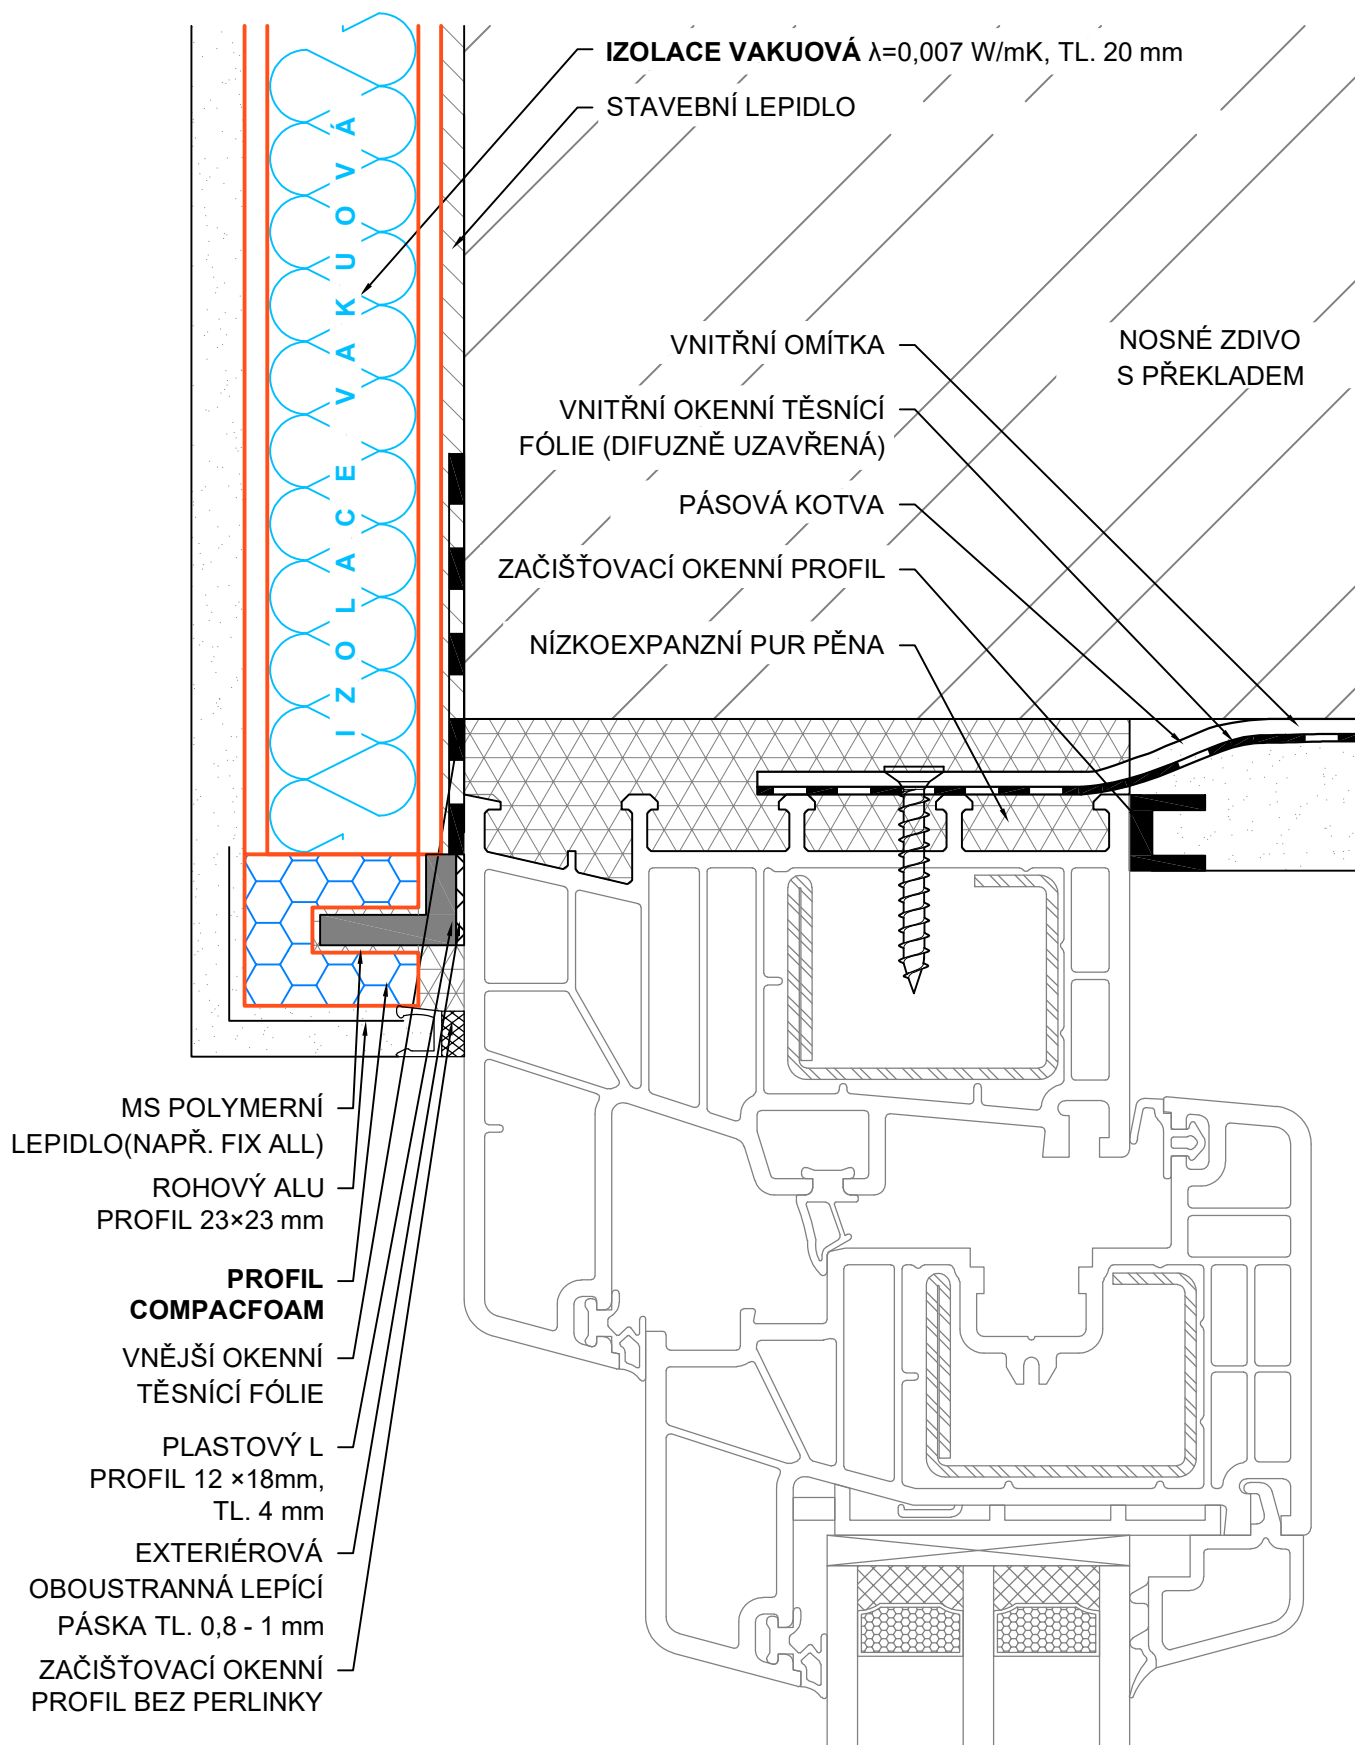 IZOLACE VAKUOVÁ λ=0,007 W/mK, TL. 20 mm
STAVEBNÍ LEPIDLO
IZOLACE VAKUOVÁ
VNITŘNÍ OMÍTKA
NOSNÉ ZDIVO
S PŘEKLADEM
VNITŘNÍ OKENNÍ TĚSNÍCÍ
FÓLIE (DIFUZNĚ UZAVŘENÁ)
PÁSOVÁ KOTVA
ZAČIŠŤOVACÍ OKENNÍ PROFIL
NÍZKOEXPANZNÍ PUR PĚNA
MS POLYMERNÍ
LEPIDLO(NAPŘ. FIX ALL)
ROHOVÝ ALU
PROFIL 23×23 mm
PROFIL
COMPACFOAM
VNĚJŠÍ OKENNÍ
TĚSNÍCÍ FÓLIE
PLASTOVÝ L
PROFIL 12 ×18mm,
TL. 4 mm
EXTERIÉROVÁ
OBOUSTRANNÁ LEPÍCÍ
PÁSKA TL. 0,8 - 1 mm
ZAČIŠŤOVACÍ OKENNÍ
PROFIL BEZ PERLINKY